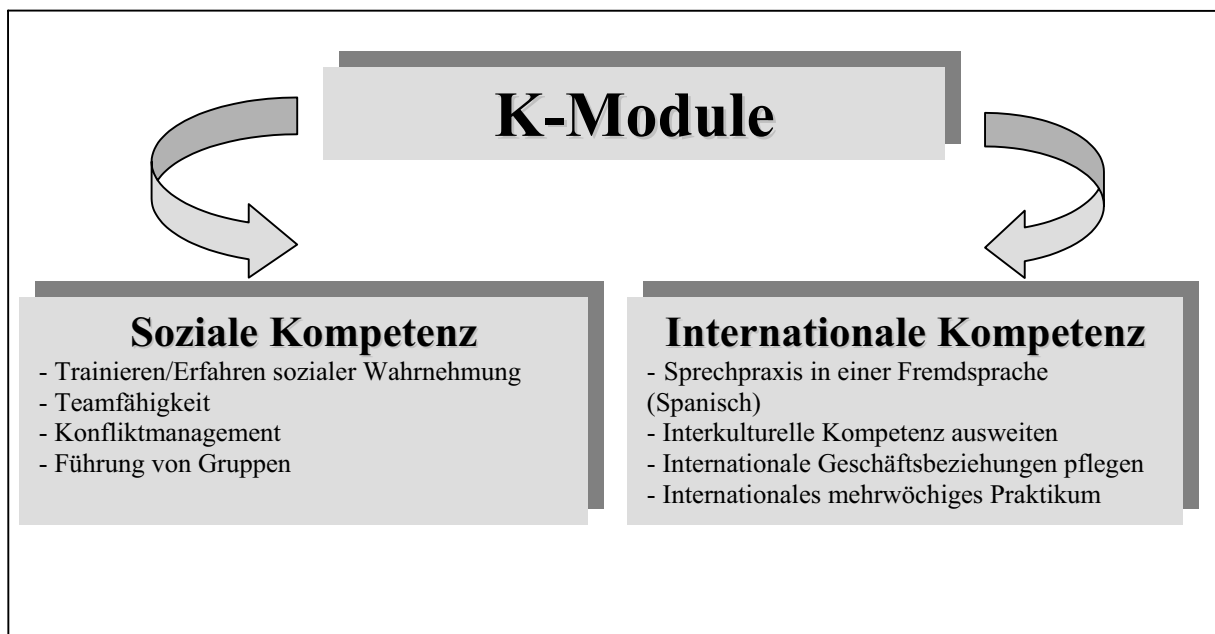 K-Module
Soziale Kompetenz
- Trainieren/Erfahren sozialer Wahrnehmung
- Teamfähigkeit
- Konfliktmanagement
- Führung von Gruppen
Internationale Kompetenz
- Sprechpraxis in einer Fremdsprache
(Spanisch)
- Interkulturelle Kompetenz ausweiten
- Internationale Geschäftsbeziehungen pflegen
- Internationales mehrwöchiges Praktikum